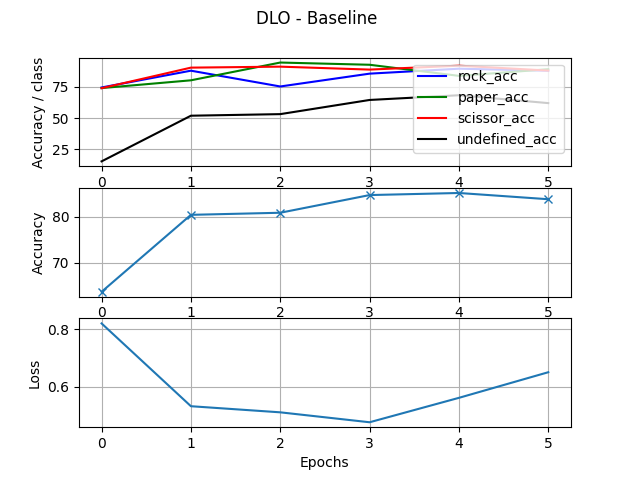 DLO - Baseline
Accuracy / class
75
50
25
rock_acc
paper_acc
scissor_acc
undefined_acc
0 1 2 3 4 5
Accuracy
80
70
0 1 2 3 4 5
Loss
0.8
0.6
0 1 2 3 4 5
Epochs